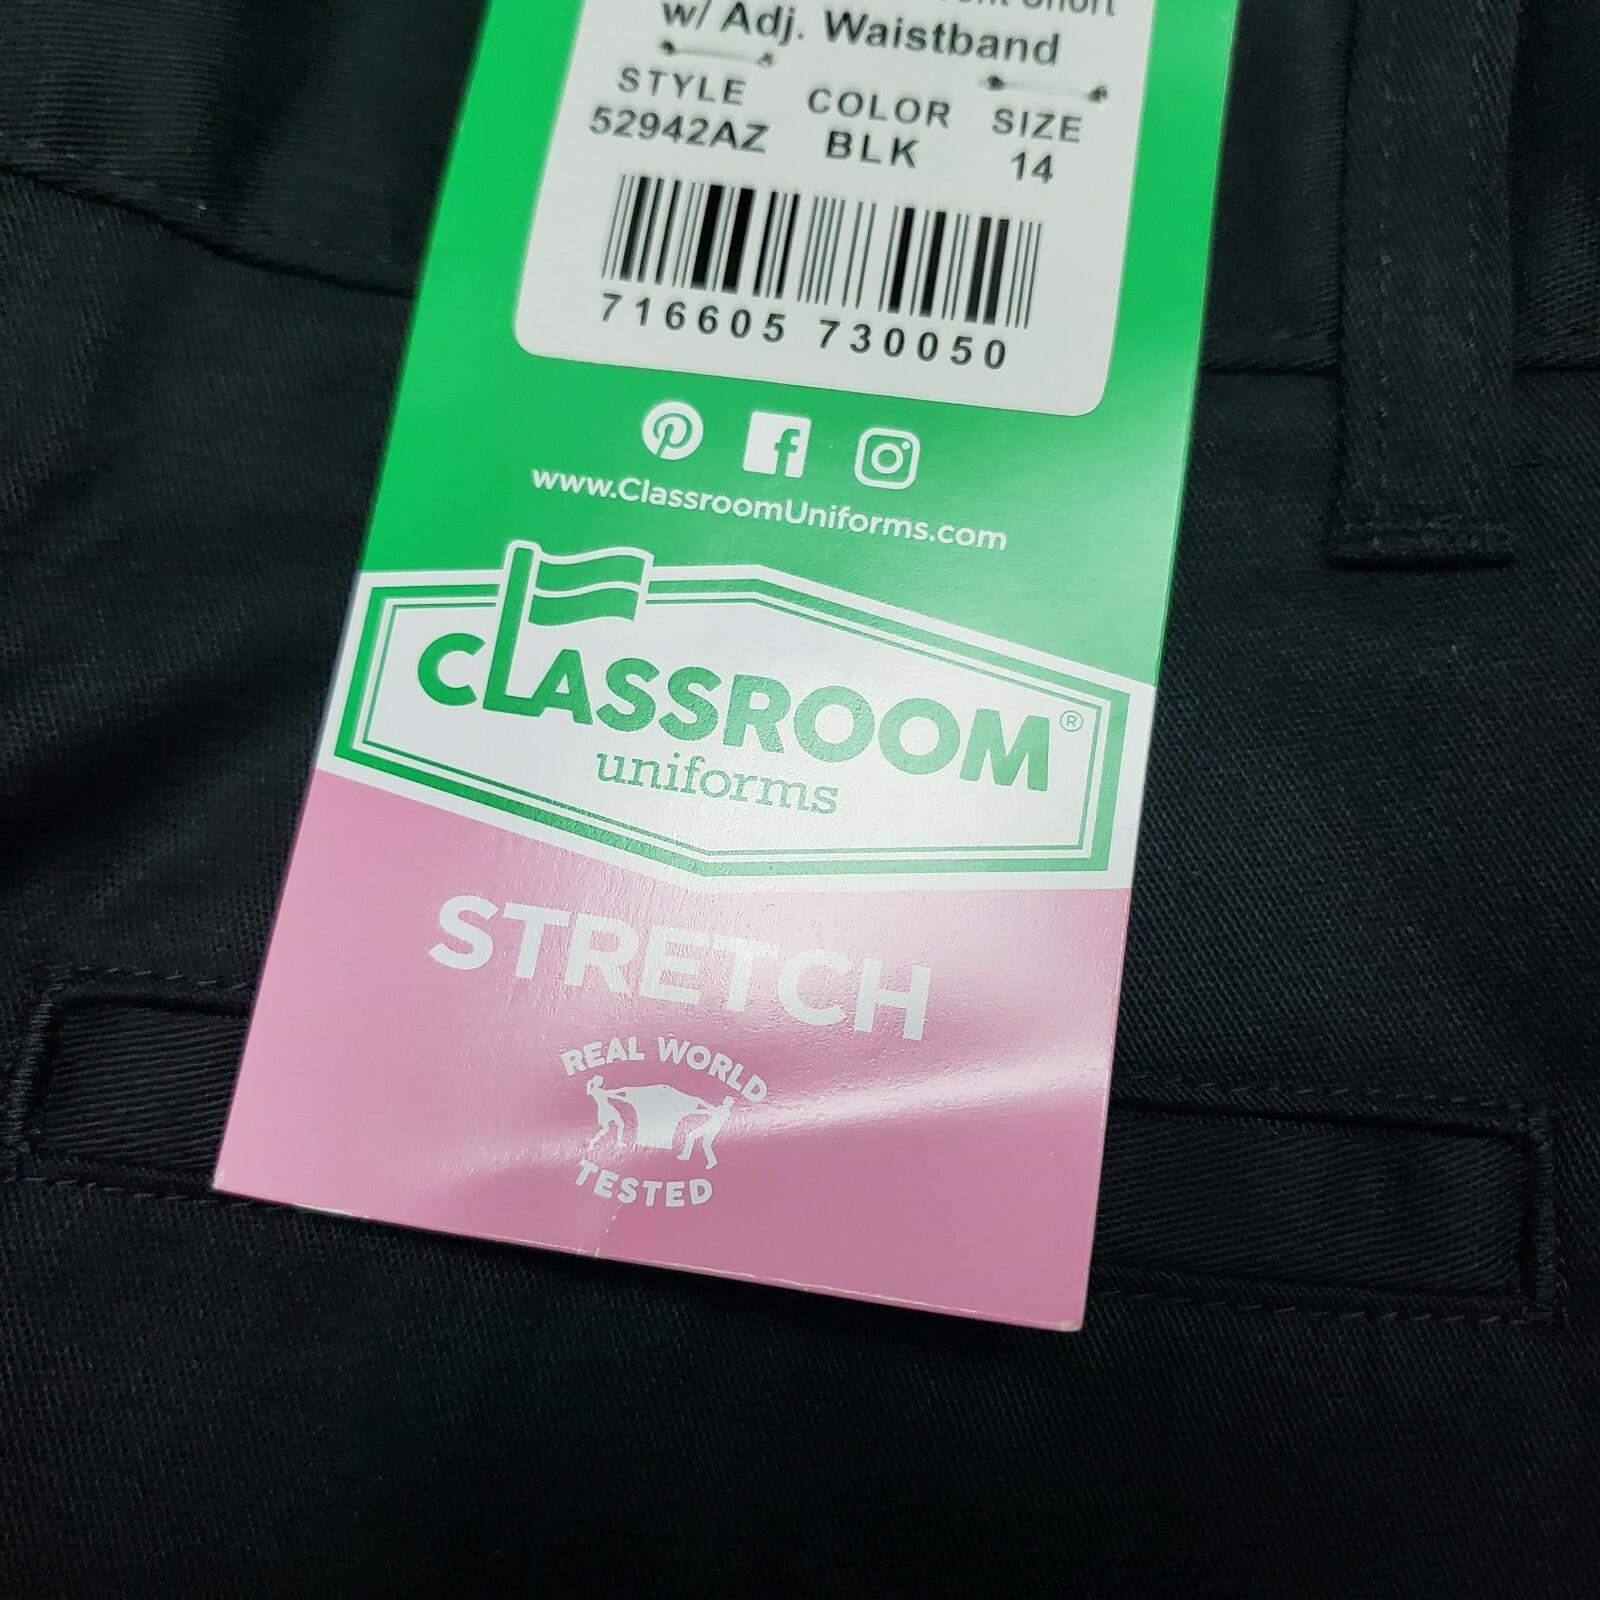 Short
w/ Adj. Waistband
STYLE COLOR SIZE
52942AZ BLK 14
716605 730050
www.ClassroomUniforms.com
CLASSROOM®
uniforms
STRETCH
REAL WORLD
TESTED